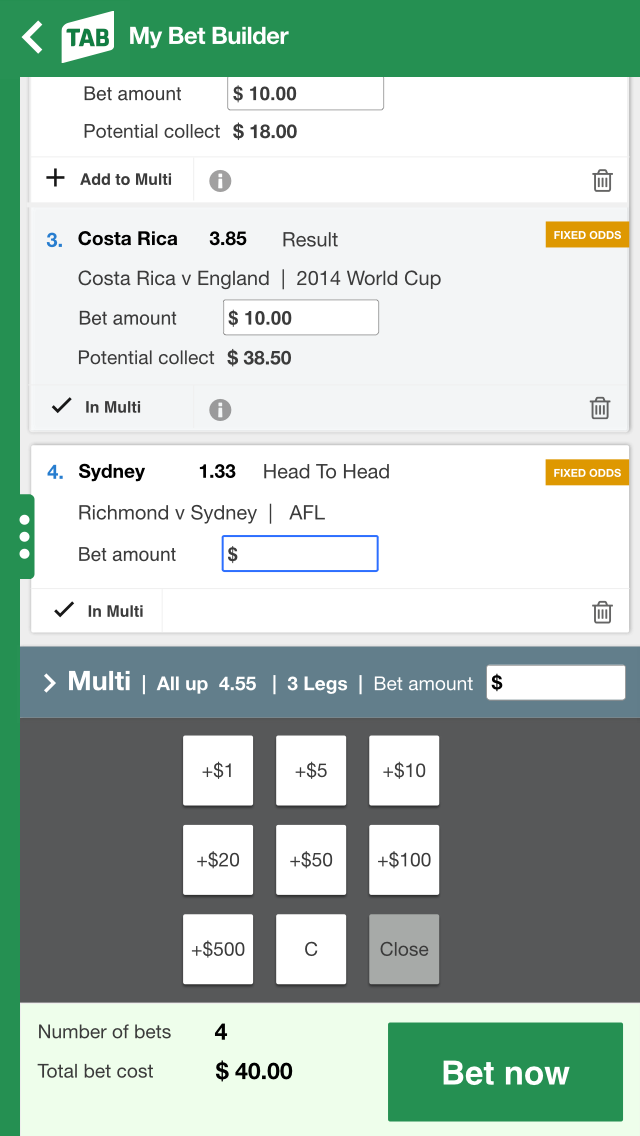 TAB My Bet Builder
Bet amount $ 10.00
Potential collect $ 18.00
+ Add to Multi i
3. Costa Rica 3.85 Result FIXED ODDS
Costa Rica v England | 2014 World Cup
Bet amount $ 10.00
Potential collect $ 38.50
In Multi i
4. Sydney 1.33 Head To Head FIXED ODDS
Richmond v Sydney | AFL
Bet amount $
In Multi
Multi | All up 4.55 | 3 Legs | Bet amount $
+$1 +$5 +$10
+$20 +$50 +$100
+$500 C Close
Number of bets 4
Total bet cost $ 40.00
Bet now